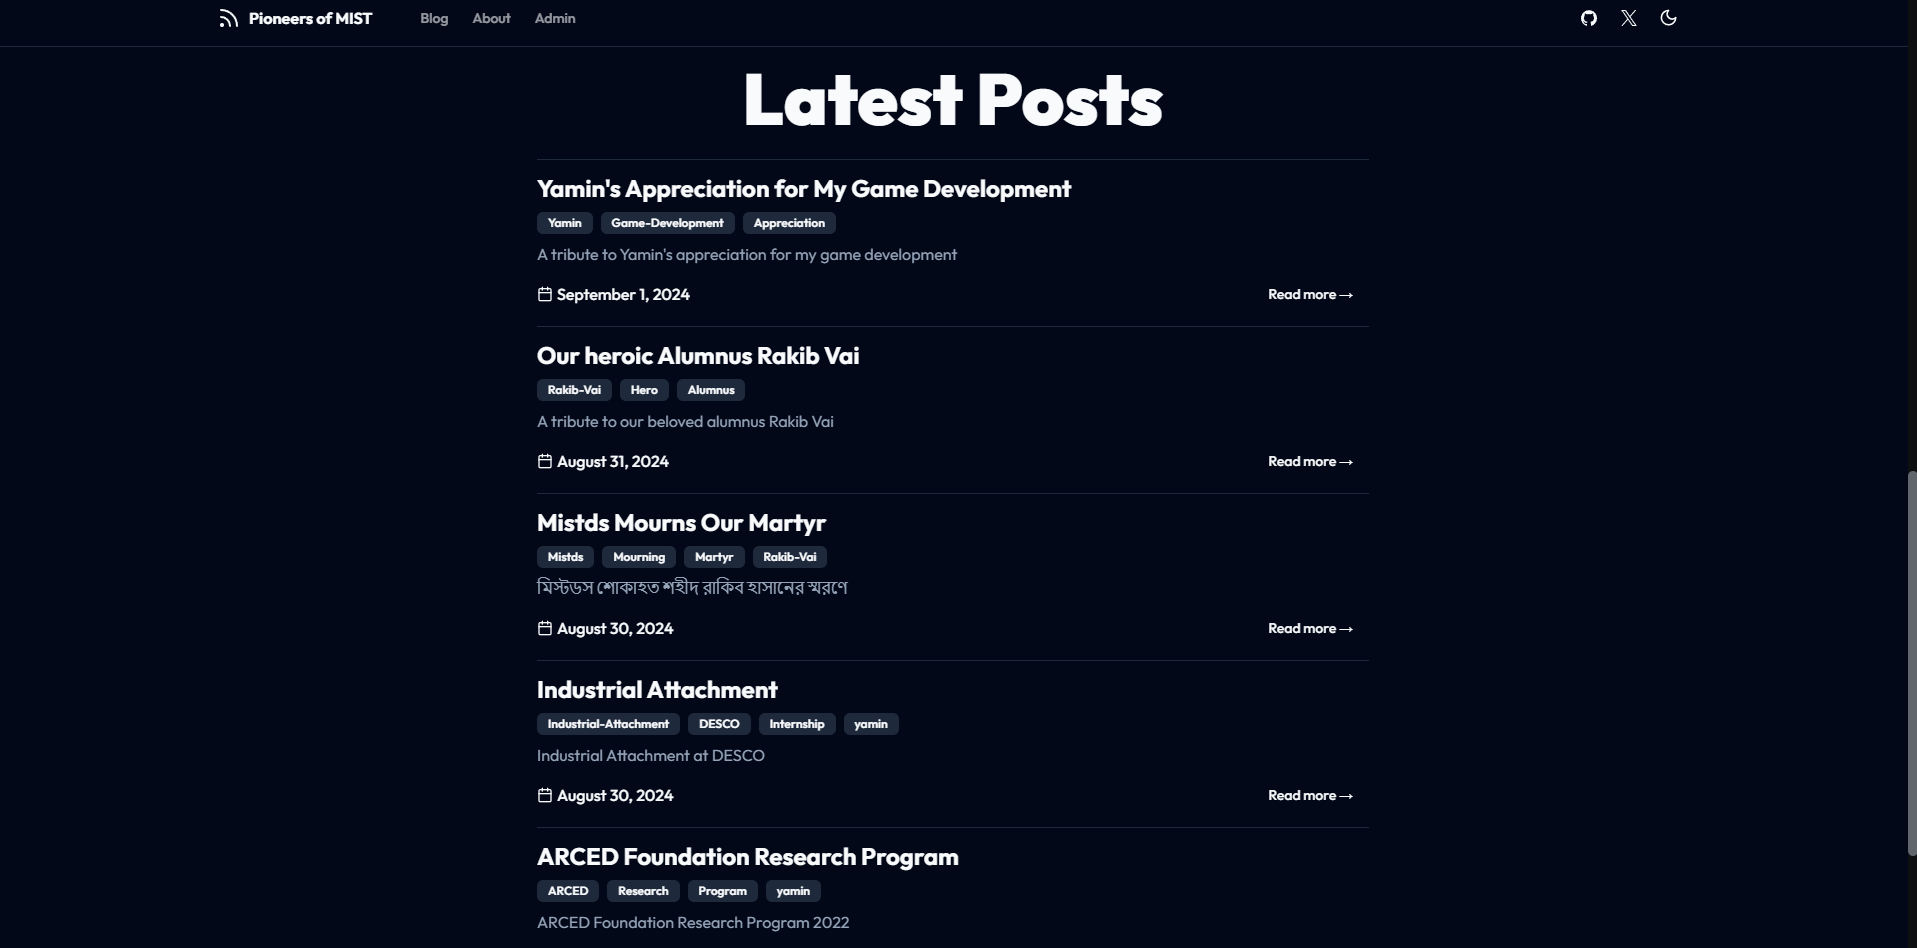 Pioneers of MIST Blog About Admin
Latest Posts
Yamin's Appreciation for My Game Development
Yamin Game-Development Appreciation
A tribute to Yamin's appreciation for my game development
September 1, 2024 Read more →
Our heroic Alumnus Rakib Vai
Rakib-Vai Hero Alumnus
A tribute to our beloved alumnus Rakib Vai
August 31, 2024 Read more →
Mistds Mourns Our Martyr
Mistds Mourning Martyr Rakib-Vai
মিস্টডস শোকাহত শহীদ রাকিব হাসানের স্মরণে
August 30, 2024 Read more →
Industrial Attachment
Industrial-Attachment DESCO Internship yamin
Industrial Attachment at DESCO
August 30, 2024 Read more →
ARCED Foundation Research Program
ARCED Research Program yamin
ARCED Foundation Research Program 2022